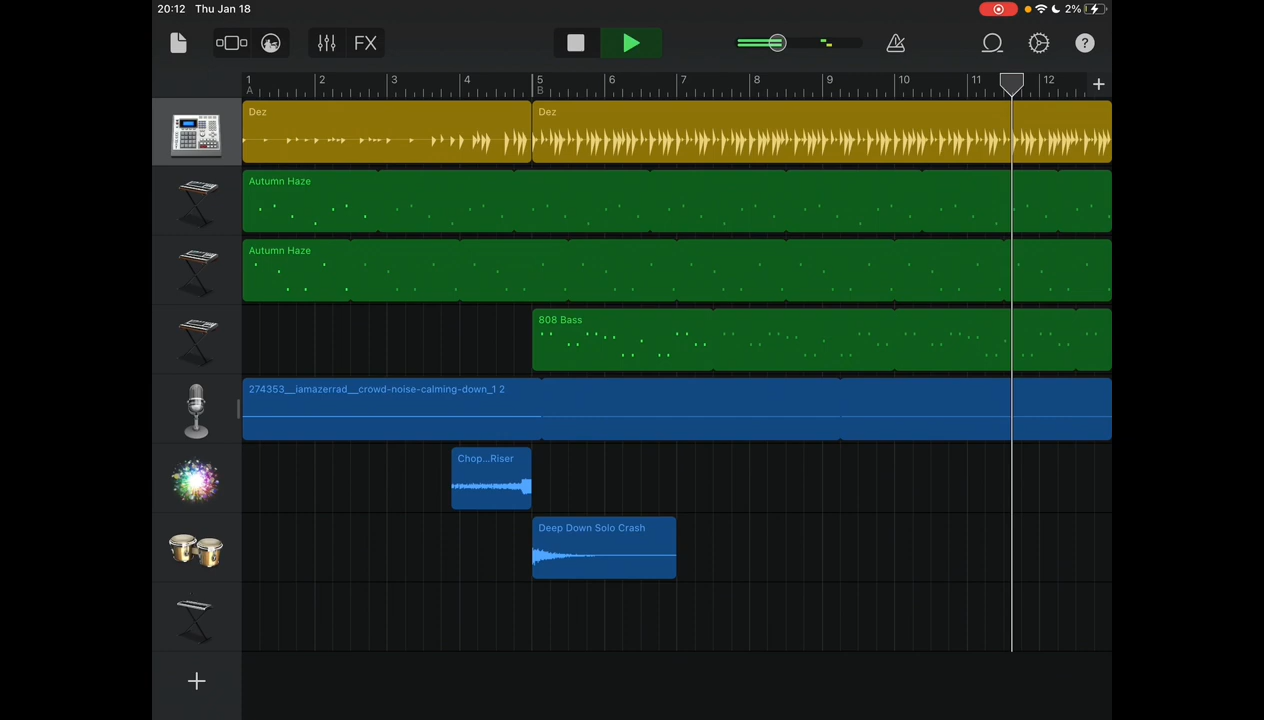 20:12 Thu Jan 18 2%
FX ?
1 2 3 4 5 6 7 8 9 10 11 12 +
A B
Dez Dez
Autumn Haze
Autumn Haze
808 Bass
274353__iamazerrad__crowd-noise-calming-down_1 2
Chop...Riser
Deep Down Solo Crash
+